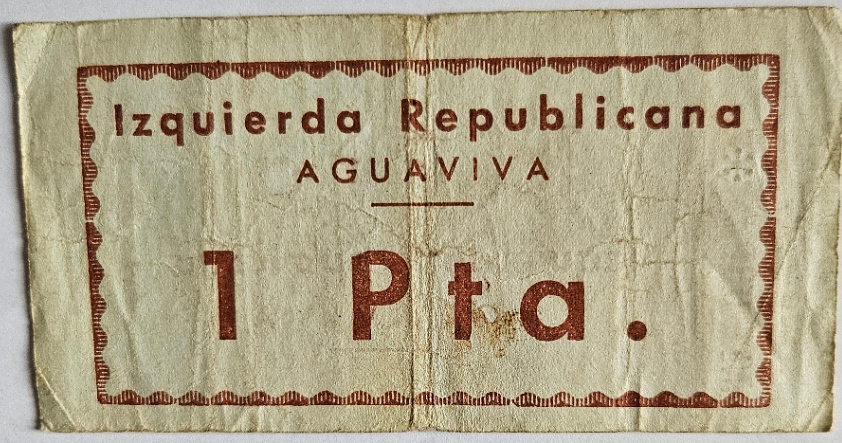 Izquierda Republicana
AGUAVIVA
1 Pta.